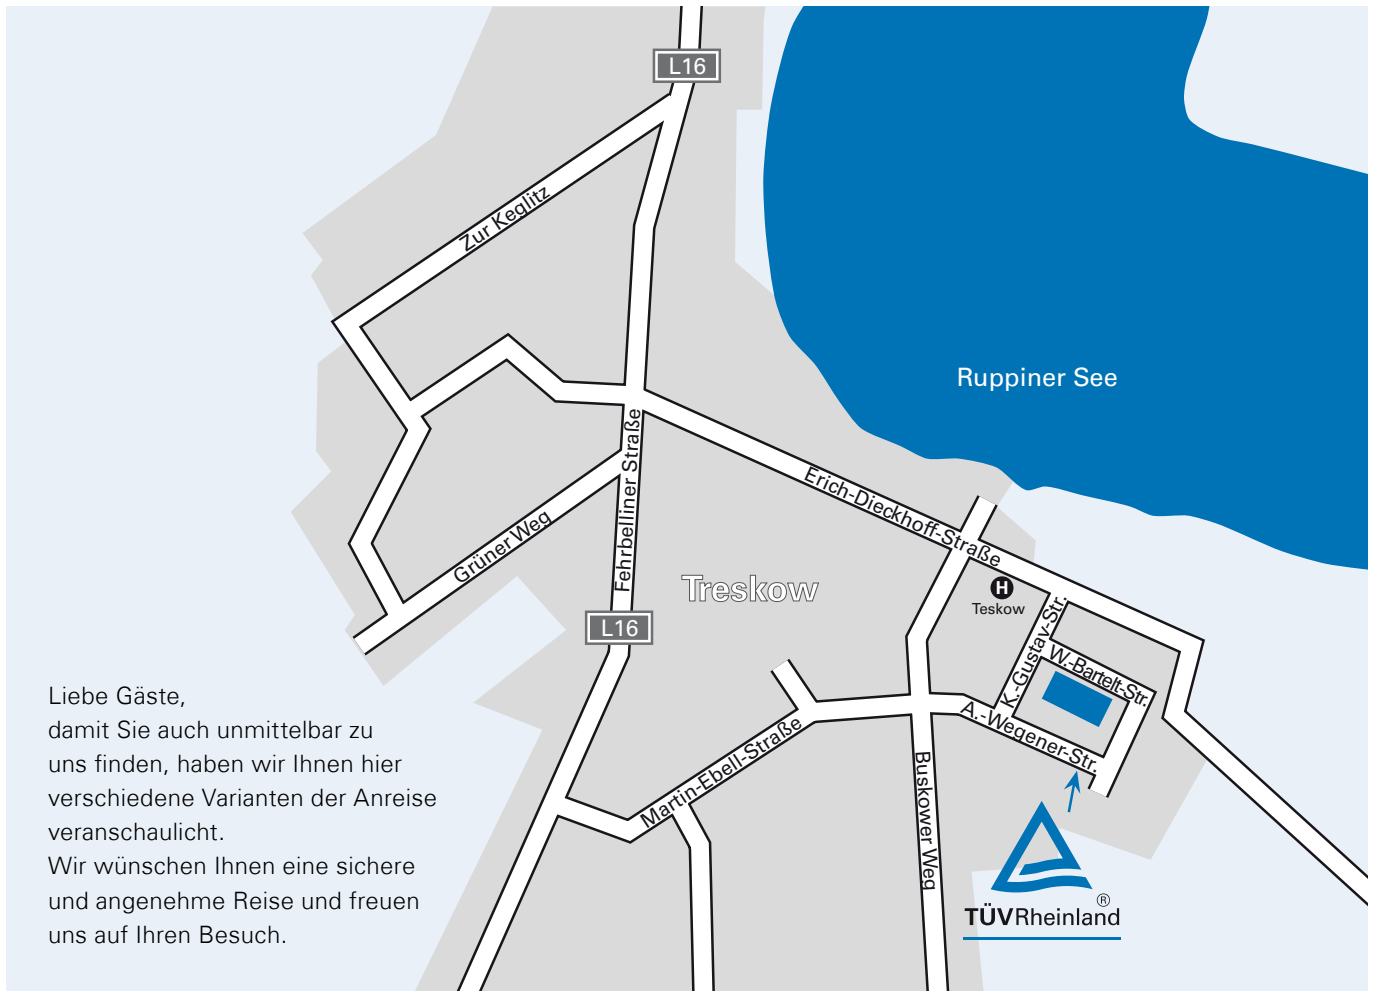 L16
Zur Keglitz
Ruppiner See
Fehrbelliner Straße
Erich-Dieckhoff-Straße
Grüner Weg
Treskow
H
Teskow
L16
K.-Gustav-Str.
W.-Bartelt-Str.
A.-Wegener-Str.
Martin-Ebell-Straße
Buskower Weg
Liebe Gäste,
damit Sie auch unmittelbar zu
uns finden, haben wir Ihnen hier
verschiedene Varianten der Anreise
veranschaulicht.
Wir wünschen Ihnen eine sichere
und angenehme Reise und freuen
uns auf Ihren Besuch.
®
TÜVRheinland